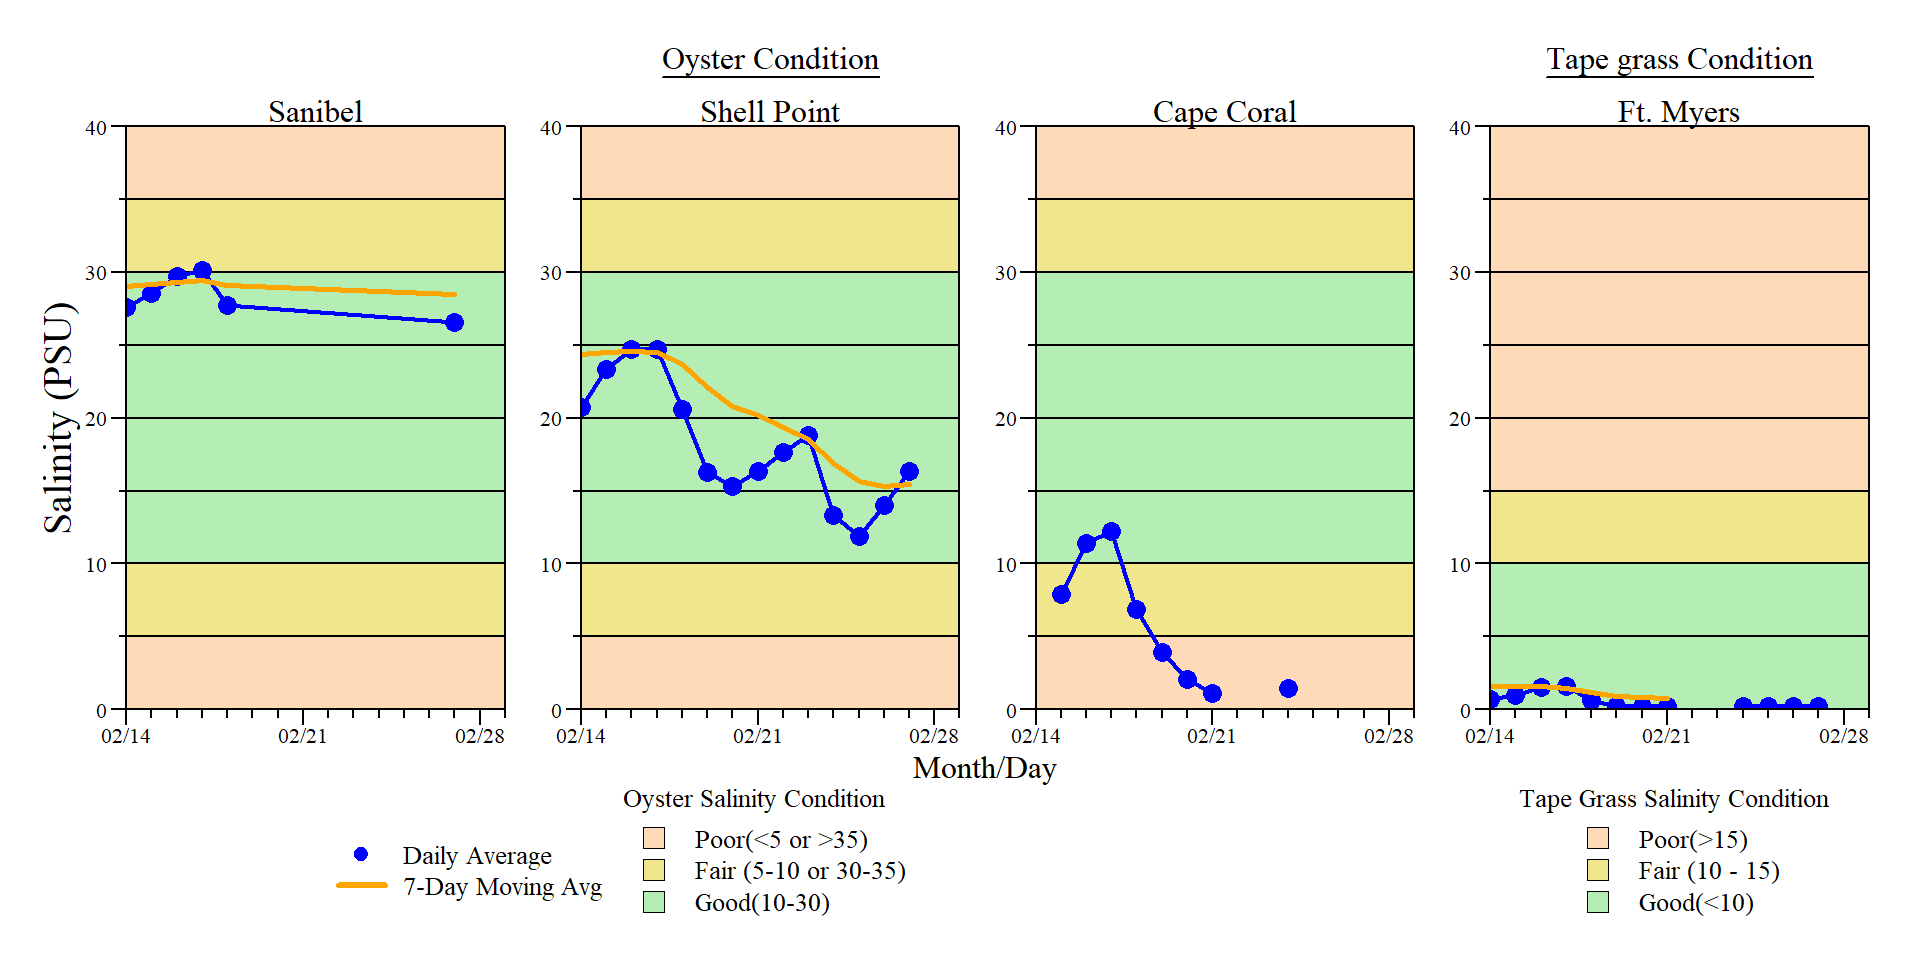 Oyster Condition
Tape grass Condition
Sanibel
Shell Point
Cape Coral
Ft. Myers
Salinity (PSU)
40
30
20
10
0
02/14
02/21
02/28
40
30
20
10
0
02/14
02/21
02/28
40
30
20
10
0
02/14
02/21
02/28
40
30
20
10
0
02/14
02/21
02/28
Month/Day
Daily Average
7-Day Moving Avg
Oyster Salinity Condition
Poor(<5 or >35)
Fair (5-10 or 30-35)
Good(10-30)
Tape Grass Salinity Condition
Poor(>15)
Fair (10 - 15)
Good(<10)